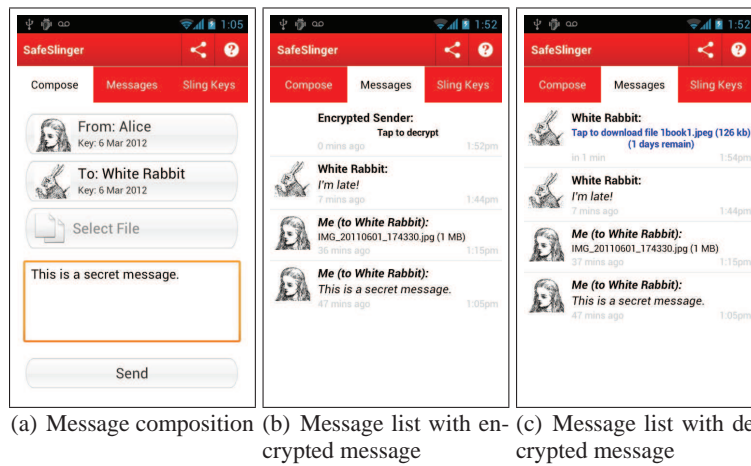 1:05
SafeSlinger
Compose Messages Sling Keys
From: Alice
Key: 6 Mar 2012
To: White Rabbit
Key: 6 Mar 2012
Select File
This is a secret message.
Send
(a) Message composition
1:52
SafeSlinger
Compose Messages Sling Keys
Encrypted Sender:
Tap to decrypt
0 mins ago 1:52pm
White Rabbit:
I'm late!
7 mins ago 1:44pm
Me (to White Rabbit):
IMG_20110601_174330.jpg (1 MB)
36 mins ago 1:15pm
Me (to White Rabbit):
This is a secret message.
47 mins ago 1:05pm
(b) Message list with en-
crypted message
1:52
SafeSlinger
Compose Messages Sling Keys
White Rabbit:
Tap to download file 1book1.jpeg (126 kb)
(1 days remain)
in 1 min 1:54pm
White Rabbit:
I'm late!
7 mins ago 1:44pm
Me (to White Rabbit):
IMG_20110601_174330.jpg (1 MB)
37 mins ago 1:15pm
Me (to White Rabbit):
This is a secret message.
47 mins ago 1:05pm
(c) Message list with de
crypted message